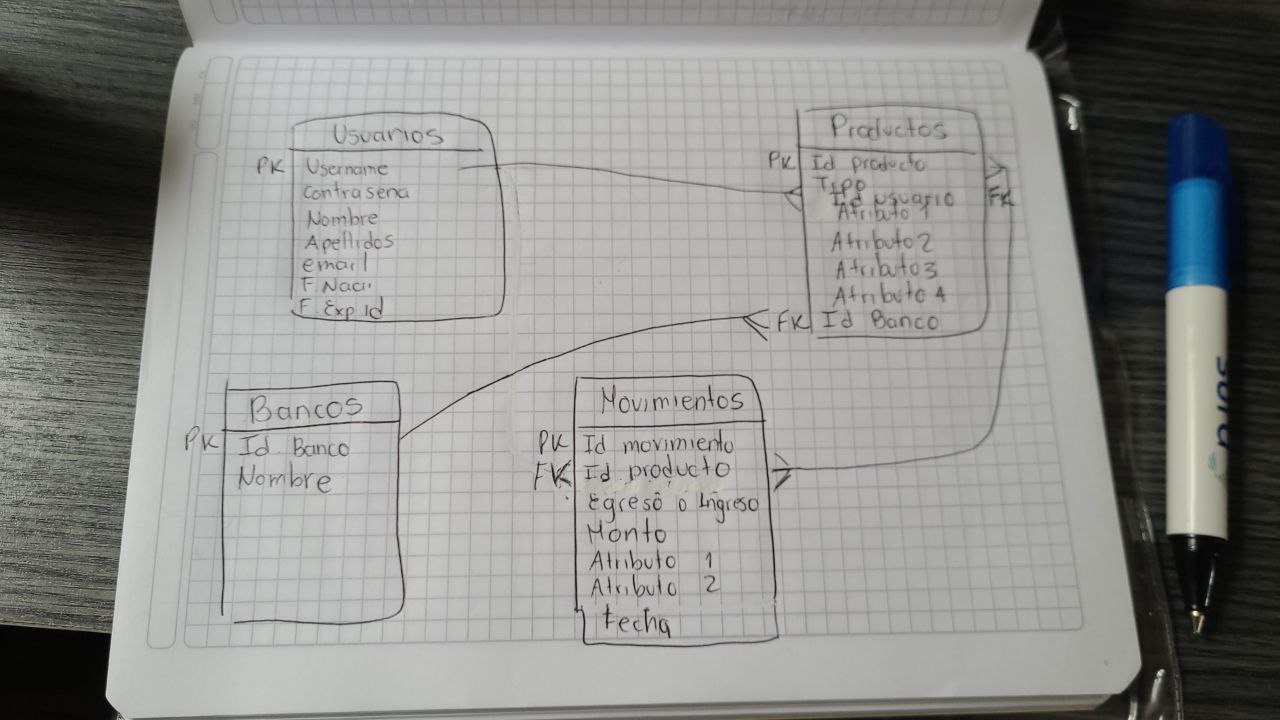 Usuarios
PK Username
Contrasena
Nombre
Apellidos
email
F. Naci.
F. Exp id
Productos
PK Id producto
Tipo
Id usuario FK
Atributo 1
Atributo 2
Atributo 3
Atributo 4
FK Id Banco
Bancos
PK Id Banco
Nombre
Movimientos
PK Id movimiento
FK Id producto
Egreso o Ingreso
Monto
Atributo 1
Atributo 2
Fecha